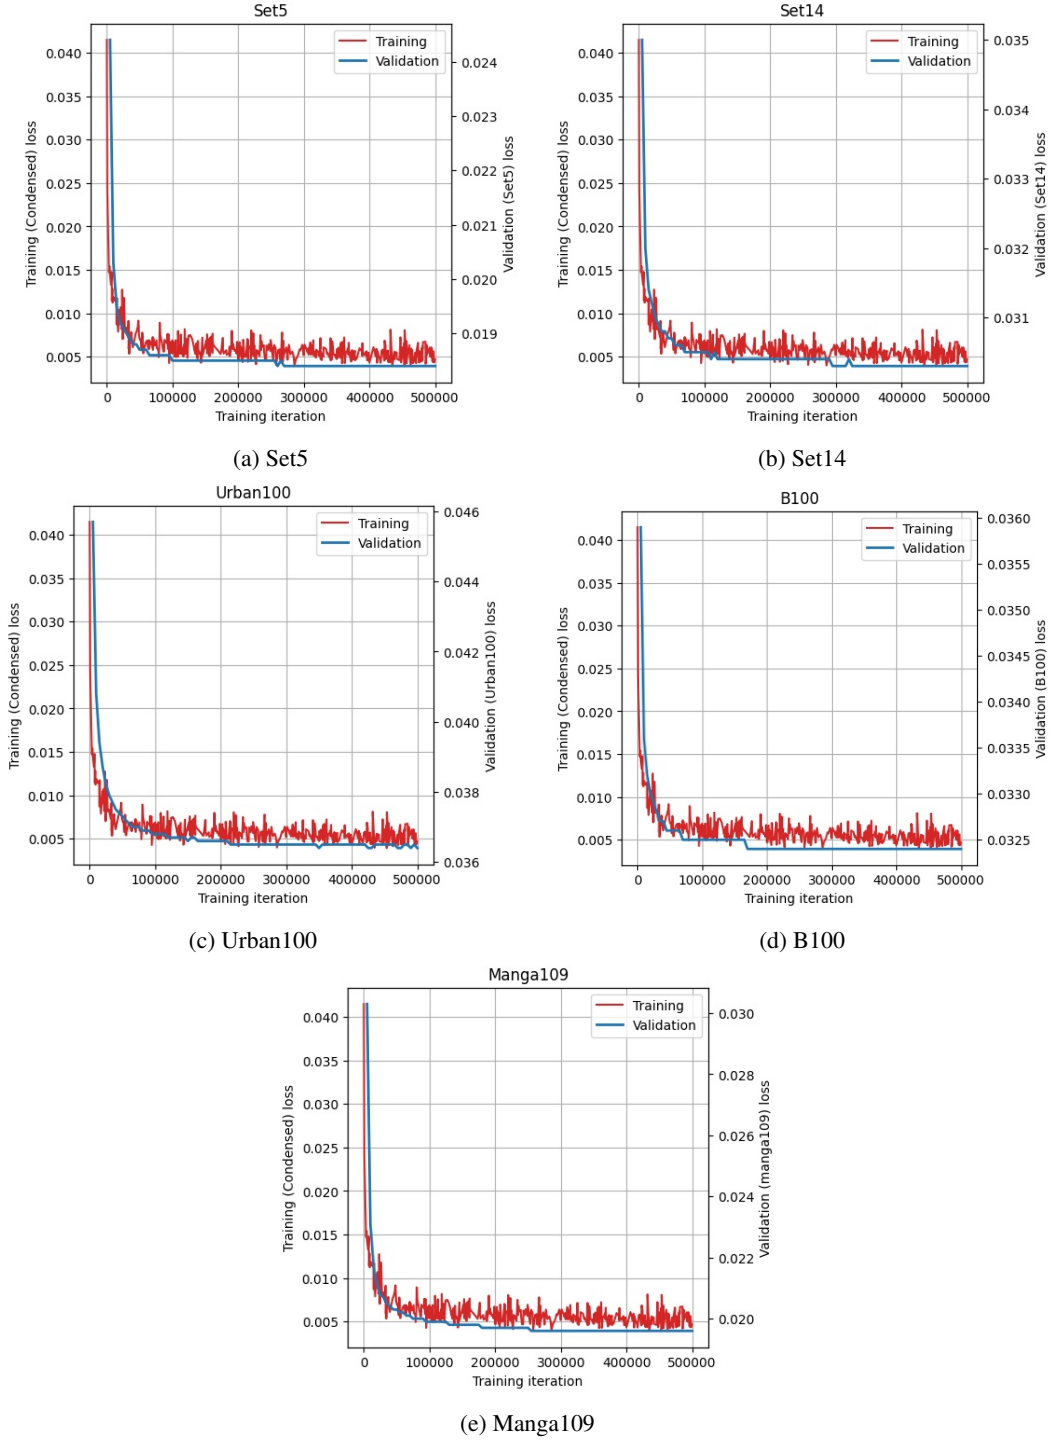 Set5
Training (Condensed) loss
0.040
0.035
0.030
0.025
0.020
0.015
0.010
0.005
Training
Validation
0.024
0.023
0.022
0.021
0.020
0.019
Validation (Set5) loss
0 100000 200000 300000 400000 500000
Training iteration
(a) Set5
Set14
Training (Condensed) loss
0.040
0.035
0.030
0.025
0.020
0.015
0.010
0.005
Training
Validation
0.035
0.034
0.033
0.032
0.031
Validation (Set14) loss
0 100000 200000 300000 400000 500000
Training iteration
(b) Set14
Urban100
Training (Condensed) loss
0.040
0.035
0.030
0.025
0.020
0.015
0.010
0.005
Training
Validation
0.046
0.044
0.042
0.040
0.038
0.036
Validation (Urban100) loss
0 100000 200000 300000 400000 500000
Training iteration
(c) Urban100
B100
Training (Condensed) loss
0.040
0.035
0.030
0.025
0.020
0.015
0.010
0.005
Training
Validation
0.0360
0.0355
0.0350
0.0345
0.0340
0.0335
0.0330
0.0325
Validation (B100) loss
0 100000 200000 300000 400000 500000
Training iteration
(d) B100
Manga109
Training (Condensed) loss
0.040
0.035
0.030
0.025
0.020
0.015
0.010
0.005
Training
Validation
0.030
0.028
0.026
0.024
0.022
0.020
Validation (manga109) loss
0 100000 200000 300000 400000 500000
Training iteration
(e) Manga109